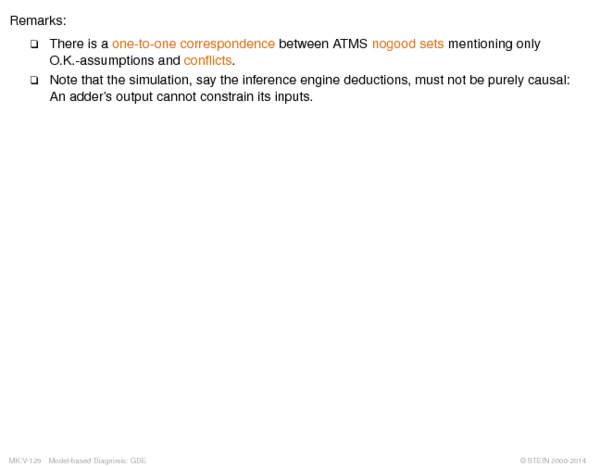 Remarks:
❑ There is a one-to-one correspondence between ATMS nogood sets mentioning only
O.K.-assumptions and conflicts.
❑ Note that the simulation, say the inference engine deductions, must not be purely causal:
An adder's output cannot constrain its inputs.
MK:V-129 Model-based Diagnosis: GDE © STEIN 2000-2014